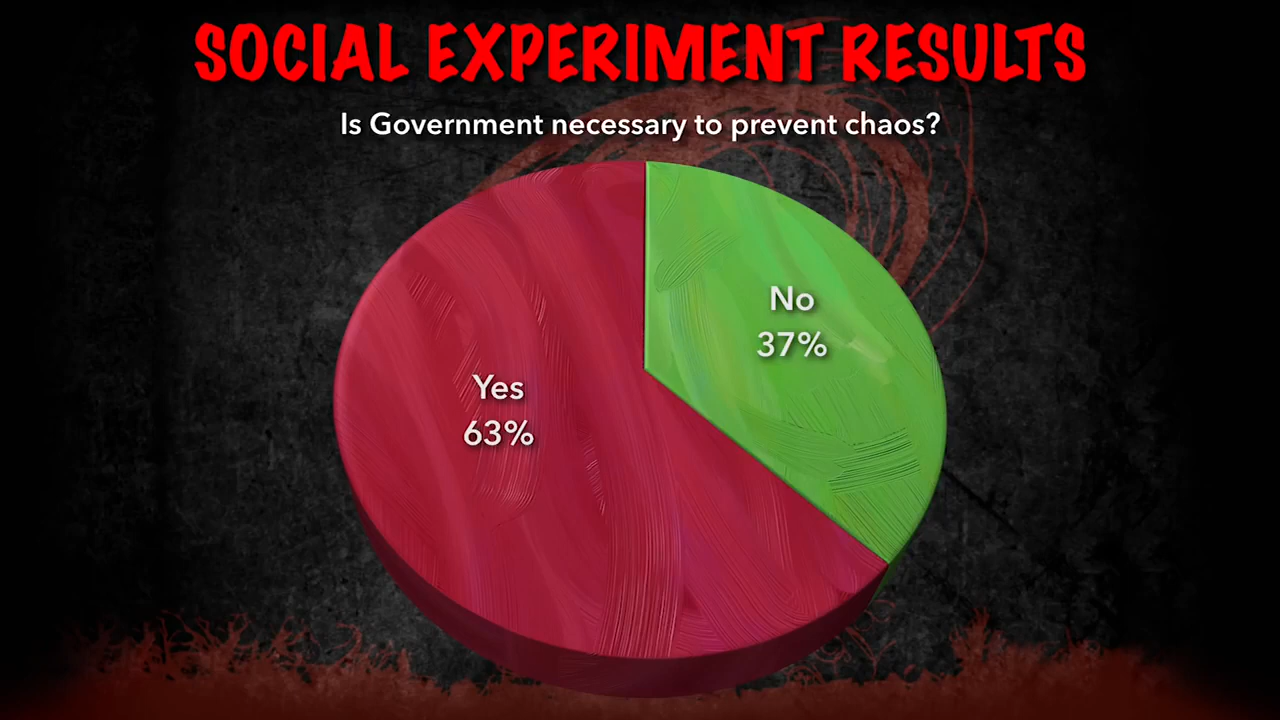 SOCIAL EXPERIMENT RESULTS
Is Government necessary to prevent chaos?
No
37%
Yes
63%